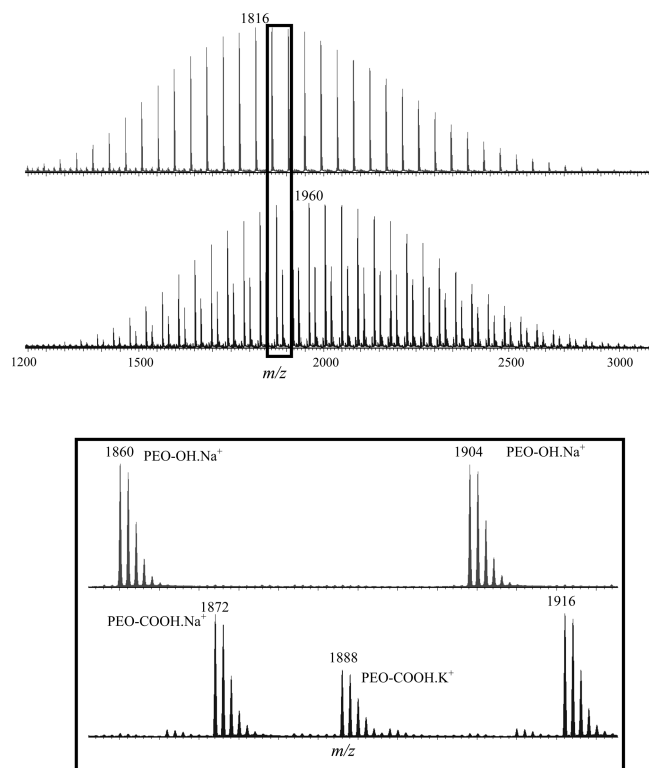 1816
1960
1200 1500 2000 2500 3000
m/z
1860 PEO-OH.Na⁺ 1904 PEO-OH.Na⁺
PEO-COOH.Na⁺ 1872 1916
1888 PEO-COOH.K⁺
m/z